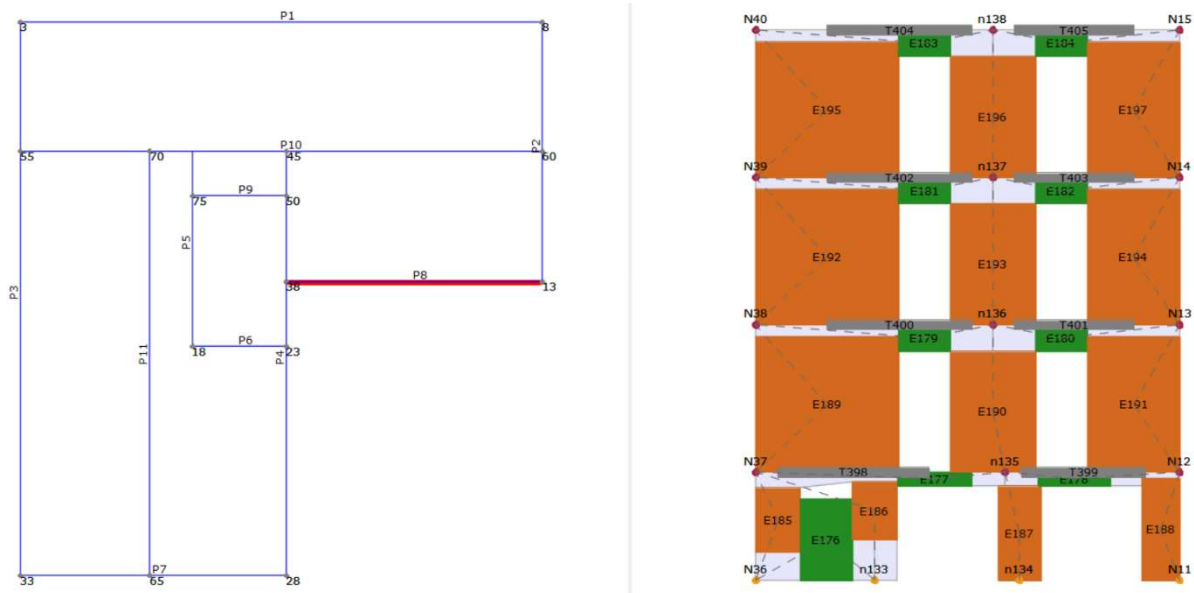 P1
3 8
P10 P2
55 70 45 60
P9
75 50
P5
P8
38 13
P3
P6
18 23
P11 P4
P7
33 65 28
N40 n138 N15
T404 T405
E183 E184
E195 E196 E197
N39 n137 N14
T402 T403
E181 E182
E192 E193 E194
N38 n136 N13
T400 T401
E179 E180
E189 E190 E191
N37 n135 N12
T398 T399
E177 E178
E185 E186 E187 E188
E176
N36 n133 n134 N11